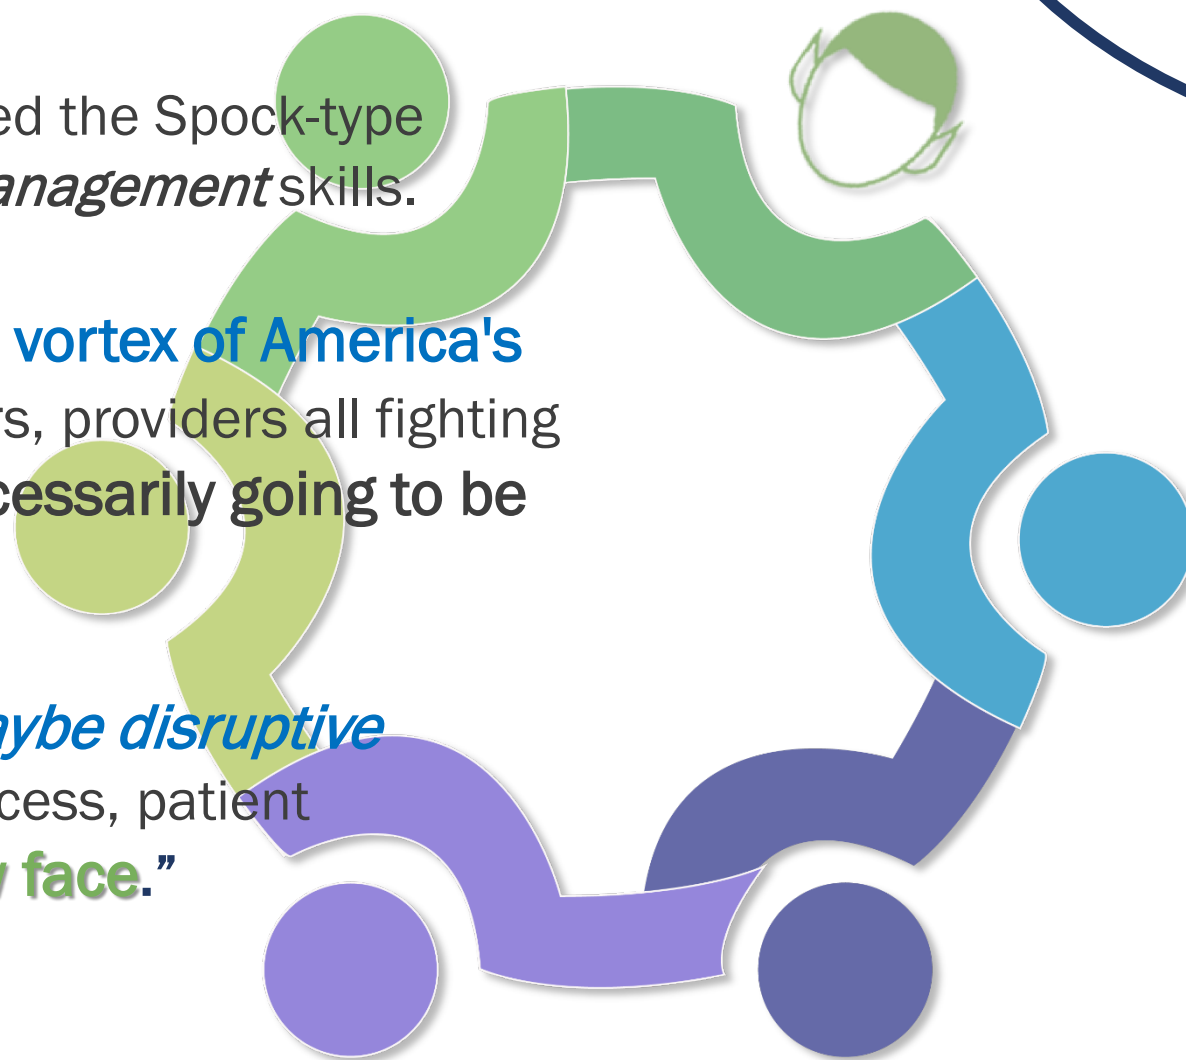 ed the Spock-type
anagement skills.
vortex of America's
rs, providers all fighting
cessarily going to be
aybe disruptive
cess, patient
face."